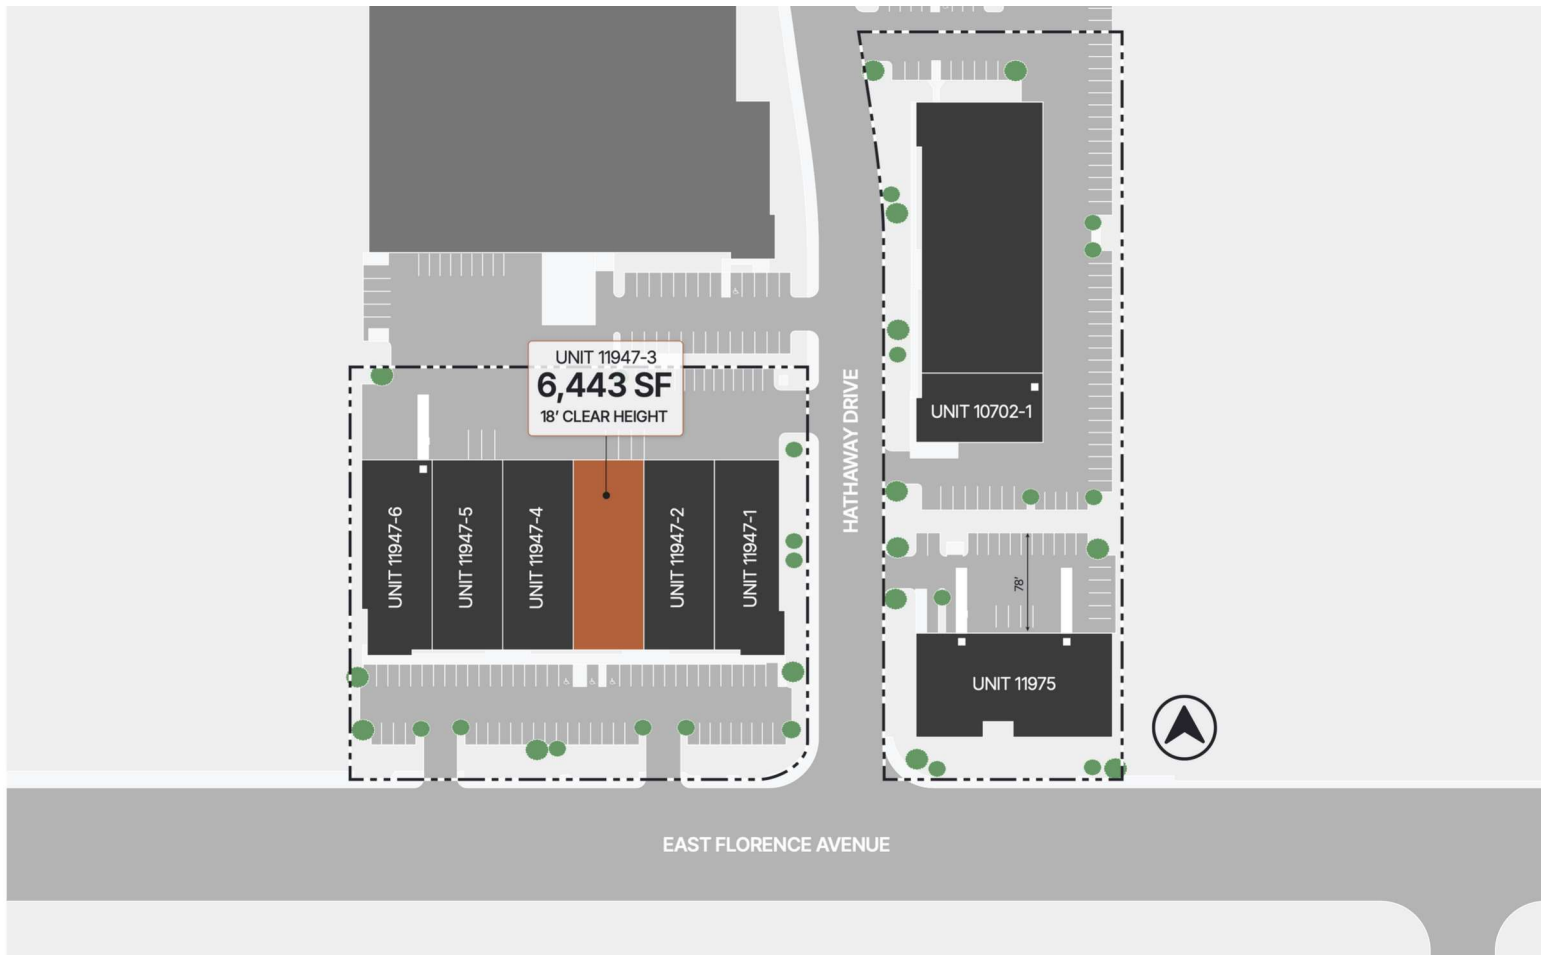 UNIT 11947-3
6,443 SF
18' CLEAR HEIGHT
UNIT 11947-6
UNIT 11947-5
UNIT 11947-4
UNIT 11947-2
UNIT 11947-1
HATHAWAY DRIVE
UNIT 10702-1
78'
UNIT 11975
EAST FLORENCE AVENUE